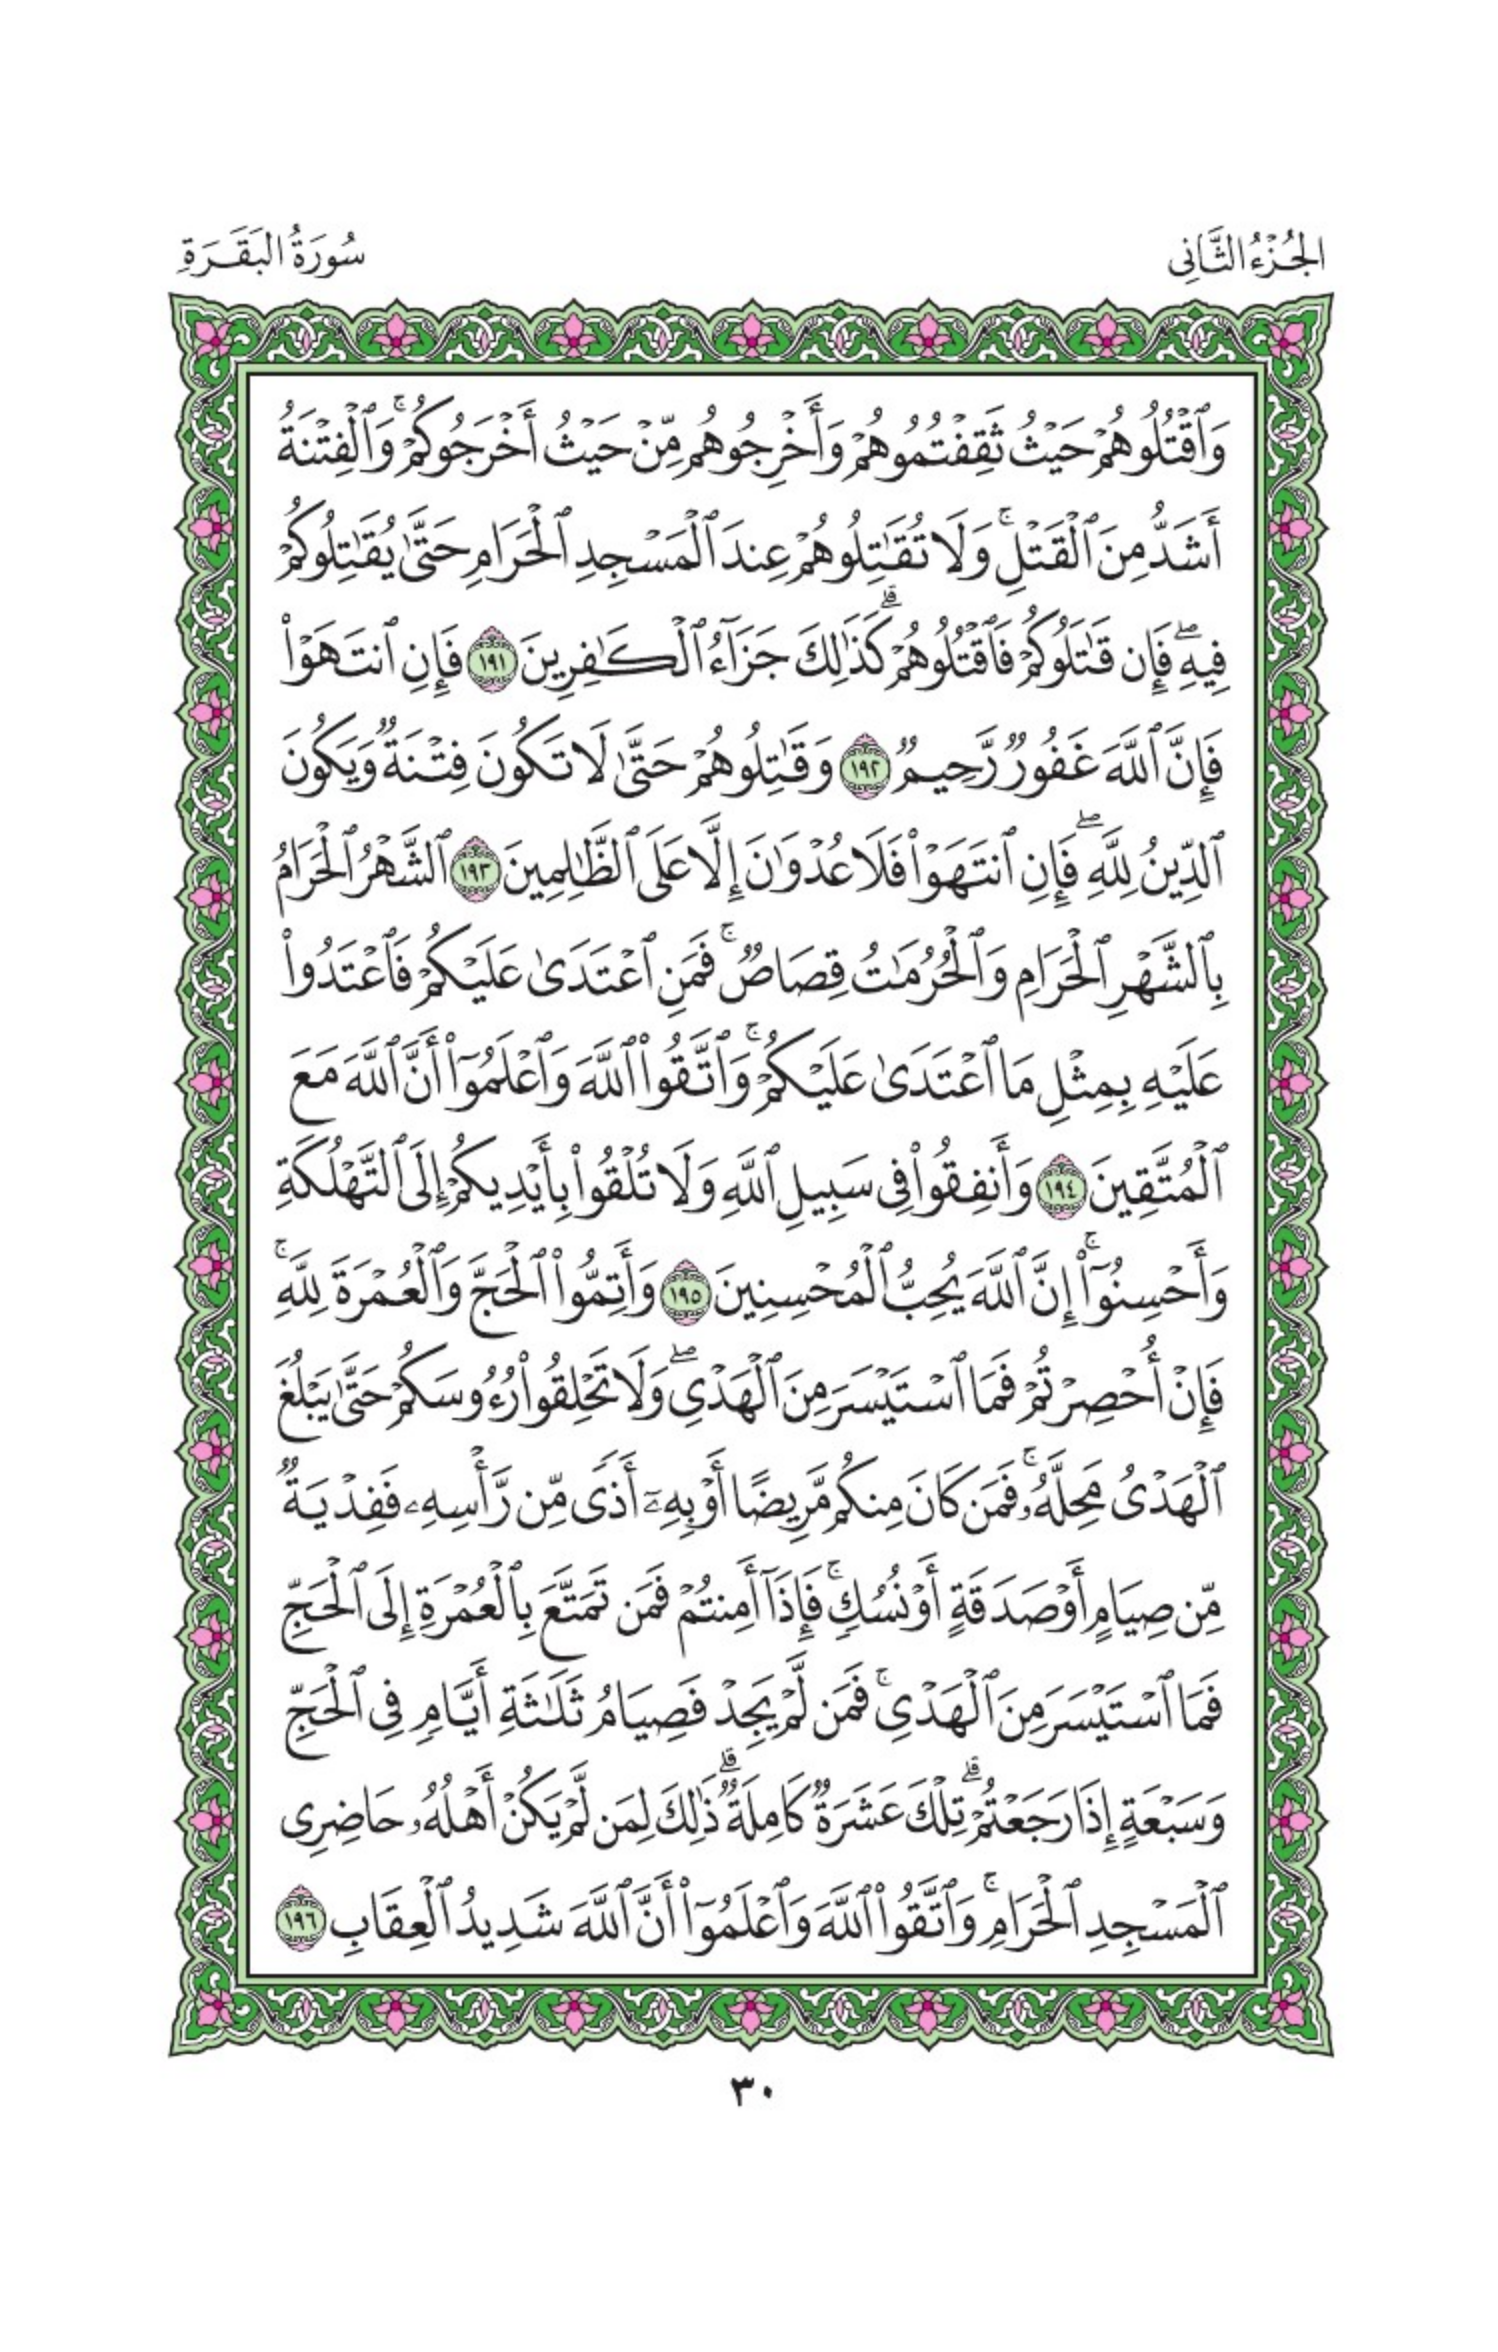 الجُزْءُ الثَّانِي
سُورَةُ البَقَرَةِ
وَٱقۡتُلُوهُمۡ حَيۡثُ ثَقِفۡتُمُوهُمۡ وَأَخۡرِجُوهُم مِّنۡ حَيۡثُ أَخۡرَجُوكُمۡۚ وَٱلۡفِتۡنَةُ
أَشَدُّ مِنَ ٱلۡقَتۡلِۚ وَلَا تُقَٰتِلُوهُمۡ عِندَ ٱلۡمَسۡجِدِ ٱلۡحَرَامِ حَتَّىٰ يُقَٰتِلُوكُمۡ
فِيهِۖ فَإِن قَٰتَلُوكُمۡ فَٱقۡتُلُوهُمۡۗ كَذَٰلِكَ جَزَآءُ ٱلۡكَٰفِرِينَ ١٩١ فَإِنِ ٱنتَهَوۡاْ
فَإِنَّ ٱللَّهَ غَفُورٞ رَّحِيمٞ ١٩٢ وَقَٰتِلُوهُمۡ حَتَّىٰ لَا تَكُونَ فِتۡنَةٞ وَيَكُونَ
ٱلدِّينُ لِلَّهِۖ فَإِنِ ٱنتَهَوۡاْ فَلَا عُدۡوَٰنَ إِلَّا عَلَى ٱلظَّٰلِمِينَ ١٩٣ ٱلشَّهۡرُ ٱلۡحَرَامُ
بِٱلشَّهۡرِ ٱلۡحَرَامِ وَٱلۡحُرُمَٰتُ قِصَاصٞۚ فَمَنِ ٱعۡتَدَىٰ عَلَيۡكُمۡ فَٱعۡتَدُواْ
عَلَيۡهِ بِمِثۡلِ مَا ٱعۡتَدَىٰ عَلَيۡكُمۡۚ وَٱتَّقُواْ ٱللَّهَ وَٱعۡلَمُوٓاْ أَنَّ ٱللَّهَ مَعَ
ٱلۡمُتَّقِينَ ١٩٤ وَأَنفِقُواْ فِي سَبِيلِ ٱللَّهِ وَلَا تُلۡقُواْ بِأَيۡدِيكُمۡ إِلَى ٱلتَّهۡلُكَةِ
وَأَحۡسِنُوٓاْۚ إِنَّ ٱللَّهَ يُحِبُّ ٱلۡمُحۡسِنِينَ ١٩٥ وَأَتِمُّواْ ٱلۡحَجَّ وَٱلۡعُمۡرَةَ لِلَّهِۚ
فَإِنۡ أُحۡصِرۡتُمۡ فَمَا ٱسۡتَيۡسَرَ مِنَ ٱلۡهَدۡيِۖ وَلَا تَحۡلِقُواْ رُءُوسَكُمۡ حَتَّىٰ يَبۡلُغَ
ٱلۡهَدۡيُ مَحِلَّهُۥۚ فَمَن كَانَ مِنكُم مَّرِيضًا أَوۡ بِهِۦٓ أَذٗى مِّن رَّأۡسِهِۦ فَفِدۡيَةٞ
مِّن صِيَامٍ أَوۡ صَدَقَةٍ أَوۡ نُسُكٖۚ فَإِذَآ أَمِنتُمۡ فَمَن تَمَتَّعَ بِٱلۡعُمۡرَةِ إِلَى ٱلۡحَجِّ
فَمَا ٱسۡتَيۡسَرَ مِنَ ٱلۡهَدۡيِۚ فَمَن لَّمۡ يَجِدۡ فَصِيَامُ ثَلَٰثَةِ أَيَّامٖ فِي ٱلۡحَجِّ
وَسَبۡعَةٍ إِذَا رَجَعۡتُمۡۗ تِلۡكَ عَشَرَةٞ كَامِلَةٞۗ ذَٰلِكَ لِمَن لَّمۡ يَكُنۡ أَهۡلُهُۥ حَاضِرِي
ٱلۡمَسۡجِدِ ٱلۡحَرَامِۚ وَٱتَّقُواْ ٱللَّهَ وَٱعۡلَمُوٓاْ أَنَّ ٱللَّهَ شَدِيدُ ٱلۡعِقَابِ ١٩٦
٣٠